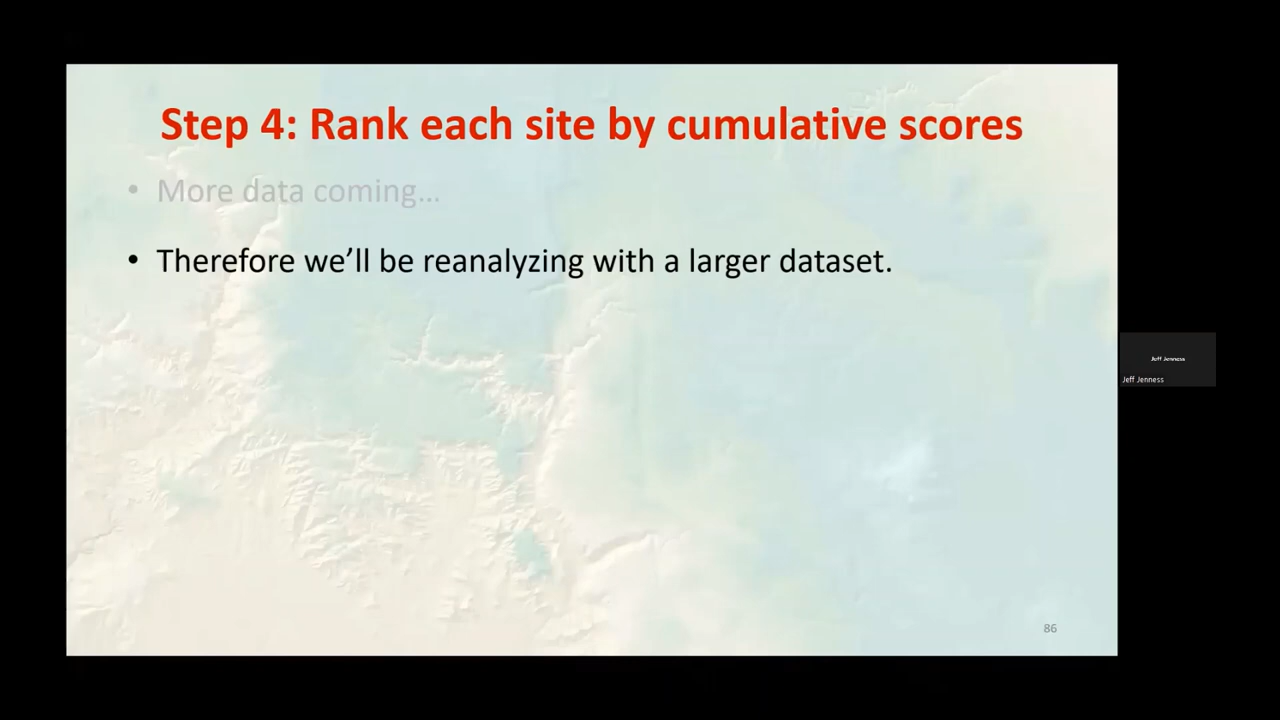 Step 4: Rank each site by cumulative scores
• More data coming…
• Therefore we’ll be reanalyzing with a larger dataset.
Jeff Jenness
Jeff Jenness
86